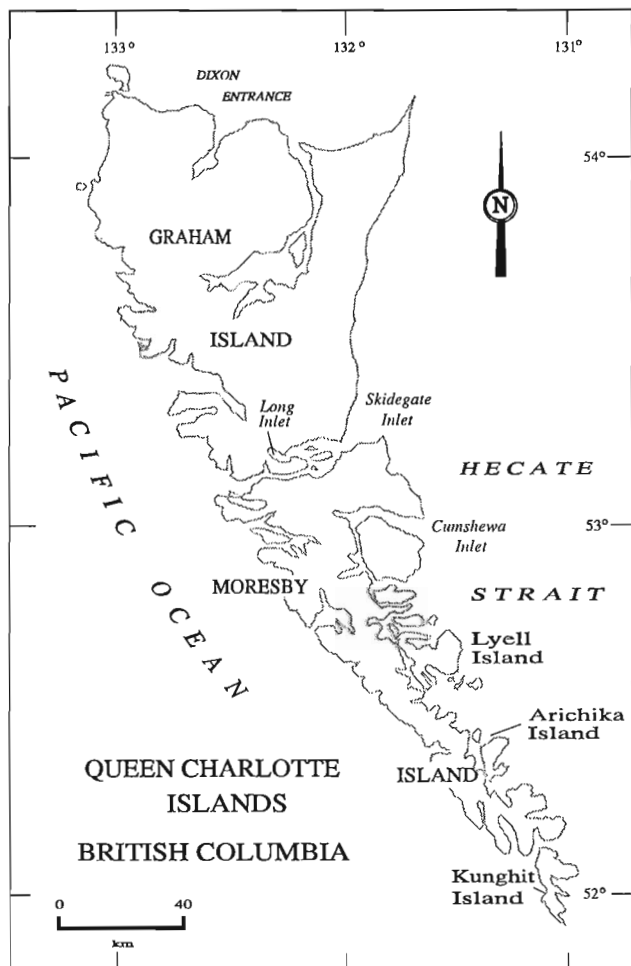 133°
132°
131°
DIXON
ENTRANCE
54°
N
GRAHAM
ISLAND
PACIFIC OCEAN
Long
Inlet
Skidegate
Inlet
HECATE
53°
Cumshewa
Inlet
MORESBY
STRAIT
Lyell
Island
Arichika
Island
ISLAND
QUEEN CHARLOTTE
ISLANDS
BRITISH COLUMBIA
Kunghit
Island
52°
0 40
km